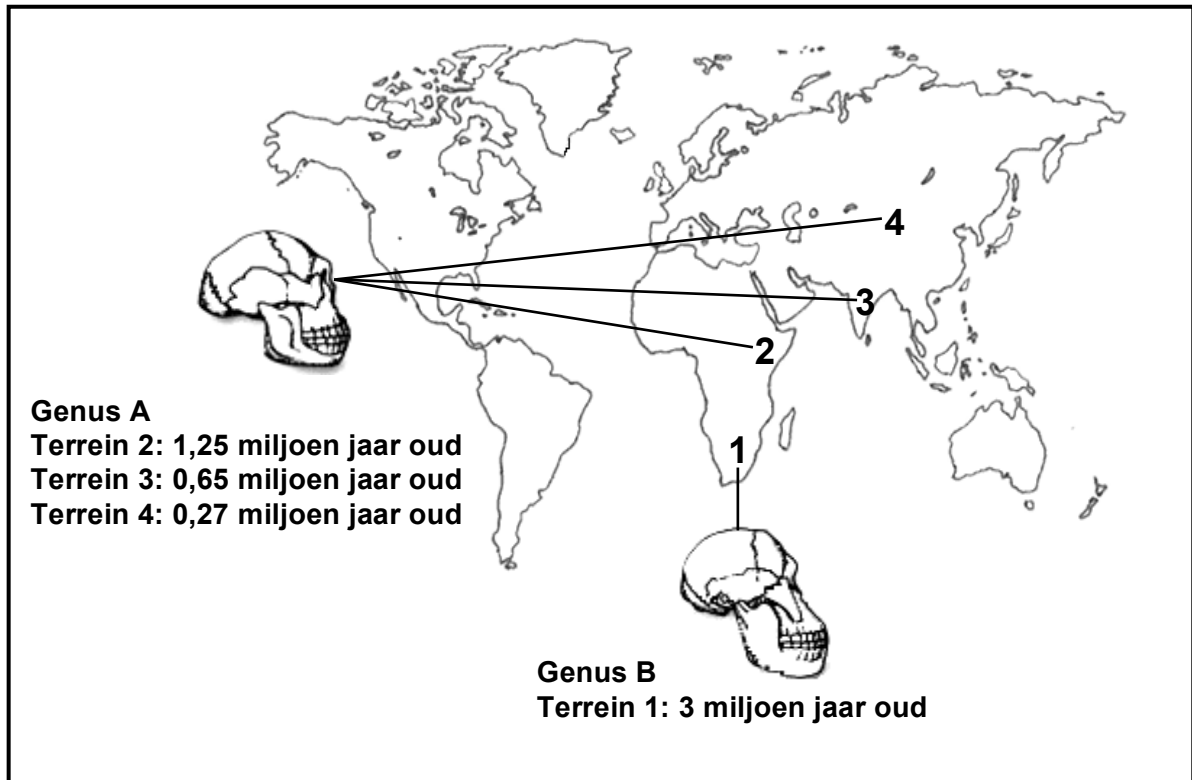 4
3
2
1
Genus A
Terrein 2: 1,25 miljoen jaar oud
Terrein 3: 0,65 miljoen jaar oud
Terrein 4: 0,27 miljoen jaar oud
Genus B
Terrein 1: 3 miljoen jaar oud